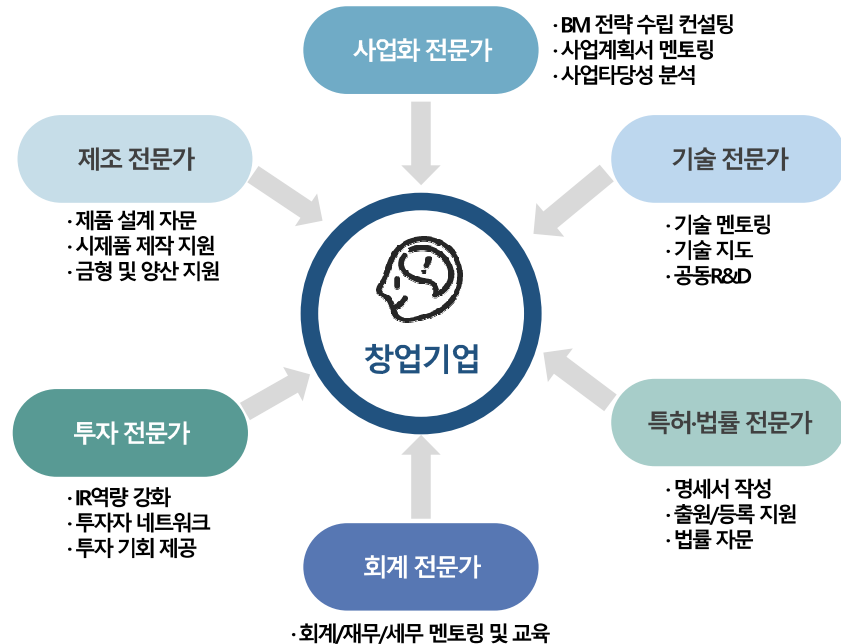 사업화 전문가
· BM 전략 수립 컨설팅
· 사업계획서 멘토링
· 사업타당성 분석
제조 전문가
· 제품 설계 자문
· 시제품 제작 지원
· 금형 및 양산 지원
기술 전문가
· 기술 멘토링
· 기술 지도
· 공동R&D
!
창업기업
투자 전문가
· IR역량 강화
· 투자자 네트워크
· 투자 기회 제공
특허·법률 전문가
· 명세서 작성
· 출원/등록 지원
· 법률 자문
회계 전문가
· 회계/재무/세무 멘토링 및 교육